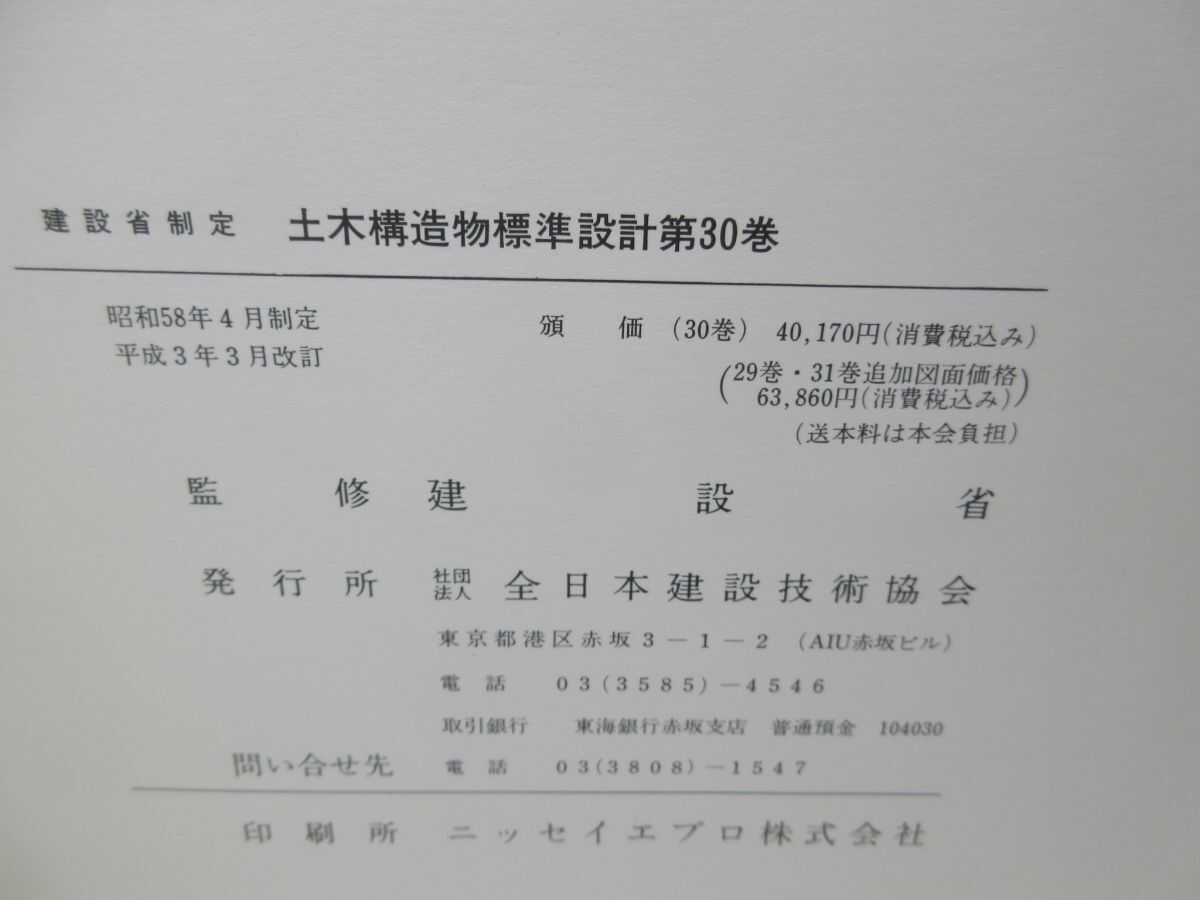 建設省制定 土木構造物標準設計第30巻
昭和58年4月制定
平成3年3月改訂
頒価 (30巻) 40,170円(消費税込み)
(29巻・31巻追加図面価格
63,860円(消費税込み))
(送本料は本会負担)
監修 建設省
発行所 社団法人 全日本建設技術協会
東京都港区赤坂3－1－2 (AIU赤坂ビル)
電話 03(3585)－4546
取引銀行 東海銀行赤坂支店 普通預金 104030
問い合せ先 電話 03(3808)－1547
印刷所 ニッセイエブロ株式会社